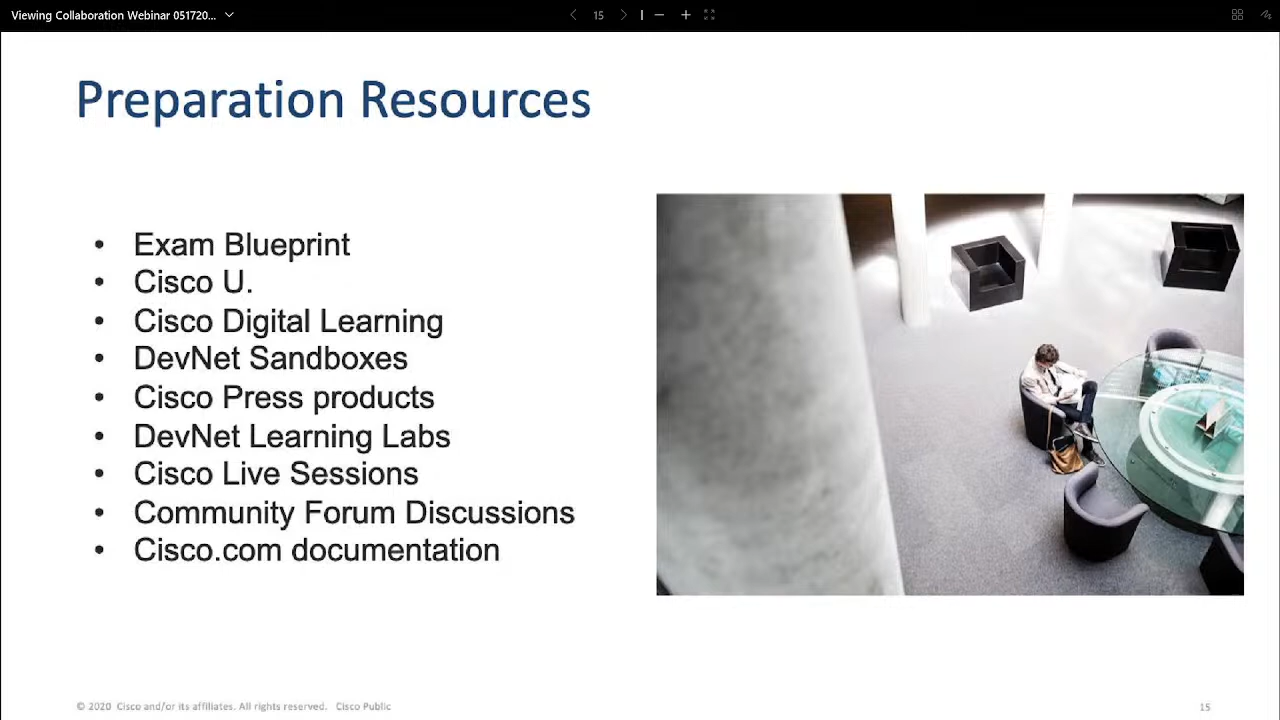 Viewing Collaboration Webinar 051720...
15
Preparation Resources
• Exam Blueprint
• Cisco U.
• Cisco Digital Learning
• DevNet Sandboxes
• Cisco Press products
• DevNet Learning Labs
• Cisco Live Sessions
• Community Forum Discussions
• Cisco.com documentation
© 2020 Cisco and/or its affiliates. All rights reserved. Cisco Public
15